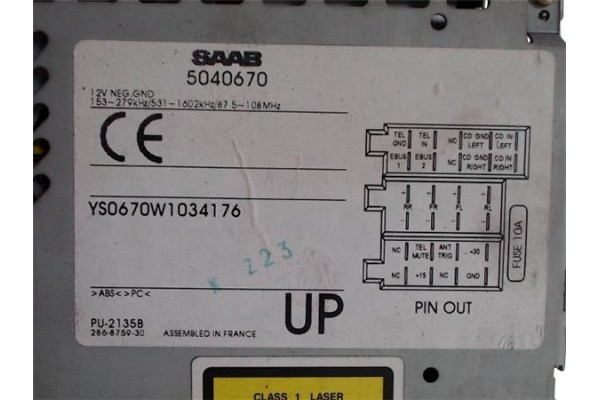 SAAB
5040670
12V NEG.GND
153~279kHz/531~1602kHz/87.5~108MHz
CE
YS0670W1034176
223
>ABS<>PC<
PU-2135B
286-8759-30
ASSEMBLED IN FRANCE
UP
TEL GND TEL IN NC CD GND LEFT CD IN LEFT
EBUS 1 EBUS 2 NC CD GND RIGHT CD IN RIGHT
+ + + +
RR FR FL RL
- - - -
NC TEL MUTE ANT TRIG +30
NC +15 NC GND
FUSE 10A
PIN OUT
CLASS 1 LASER